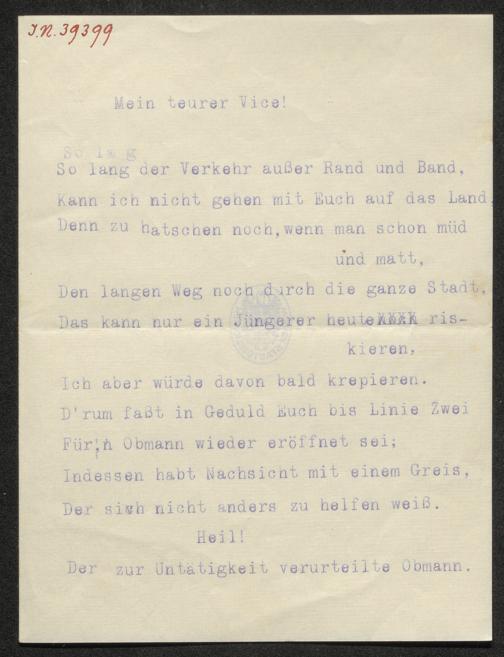 J.N. 39399
Mein teurer Vice!
So lang
So lang der Verkehr außer Rand und Band,
Kann ich nicht gehen mit Euch auf das Land,
Denn zu hatschen noch, wenn man schon müd
und matt,
Den langen Weg noch durch die ganze Stadt,
Das kann nur ein Jüngerer heute ris-
kieren,
Ich aber würde davon bald krepieren.
D'rum faßt in Geduld Euch bis Linie Zwei
Für'n Obmann wieder eröffnet sei;
Indessen habt Nachsicht mit einem Greis,
Der sich nicht anders zu helfen weiß.
Heil!
Der zur Untätigkeit verurteilte Obmann.